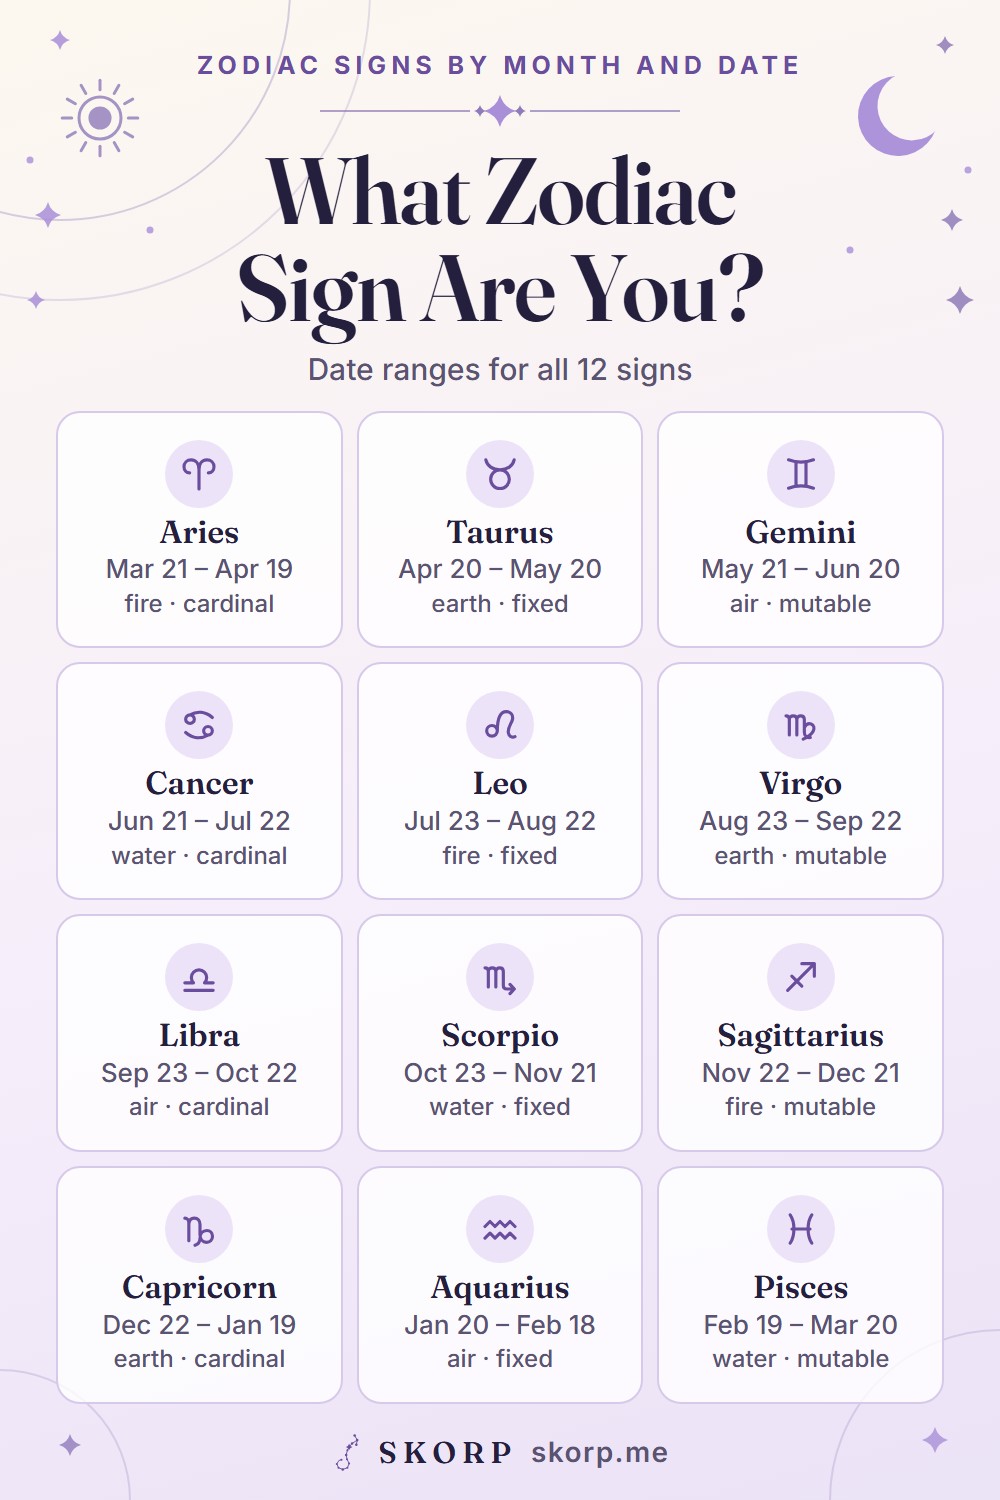 ZODIAC SIGNS BY MONTH AND DATE
What Zodiac
Sign Are You?
Date ranges for all 12 signs
Aries
Mar 21 – Apr 19
fire · cardinal
Taurus
Apr 20 – May 20
earth · fixed
Gemini
May 21 – Jun 20
air · mutable
Cancer
Jun 21 – Jul 22
water · cardinal
Leo
Jul 23 – Aug 22
fire · fixed
Virgo
Aug 23 – Sep 22
earth · mutable
Libra
Sep 23 – Oct 22
air · cardinal
Scorpio
Oct 23 – Nov 21
water · fixed
Sagittarius
Nov 22 – Dec 21
fire · mutable
Capricorn
Dec 22 – Jan 19
earth · cardinal
Aquarius
Jan 20 – Feb 18
air · fixed
Pisces
Feb 19 – Mar 20
water · mutable
SKORP skorp.me